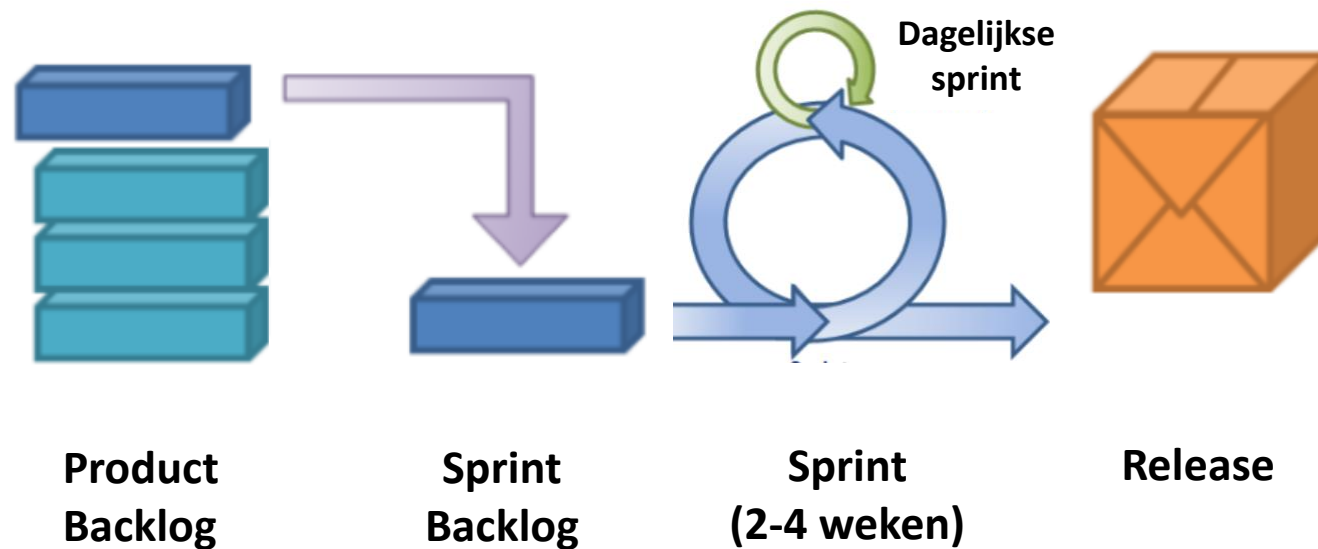 Dagelijkse
sprint
Product
Backlog
Sprint
Backlog
Sprint
(2-4 weken)
Release